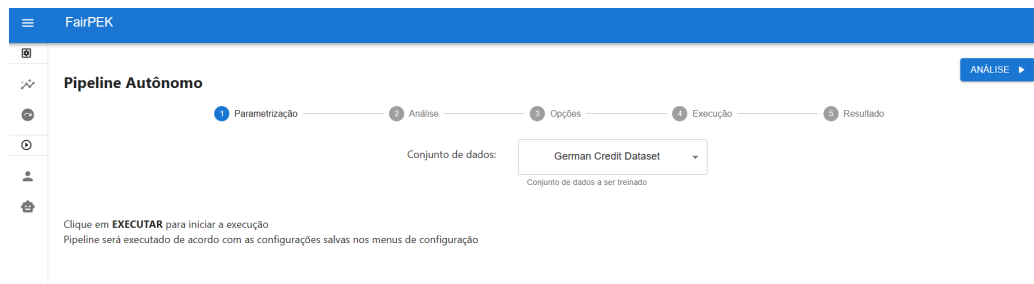 FairPEK
ANÁLISE
Pipeline Autônomo
1 Parametrização 2 Análise 3 Opções 4 Execução 5 Resultado
Conjunto de dados: German Credit Dataset
Conjunto de dados a ser treinado
Clique em EXECUTAR para iniciar a execução
Pipeline será executado de acordo com as configurações salvas nos menus de configuração